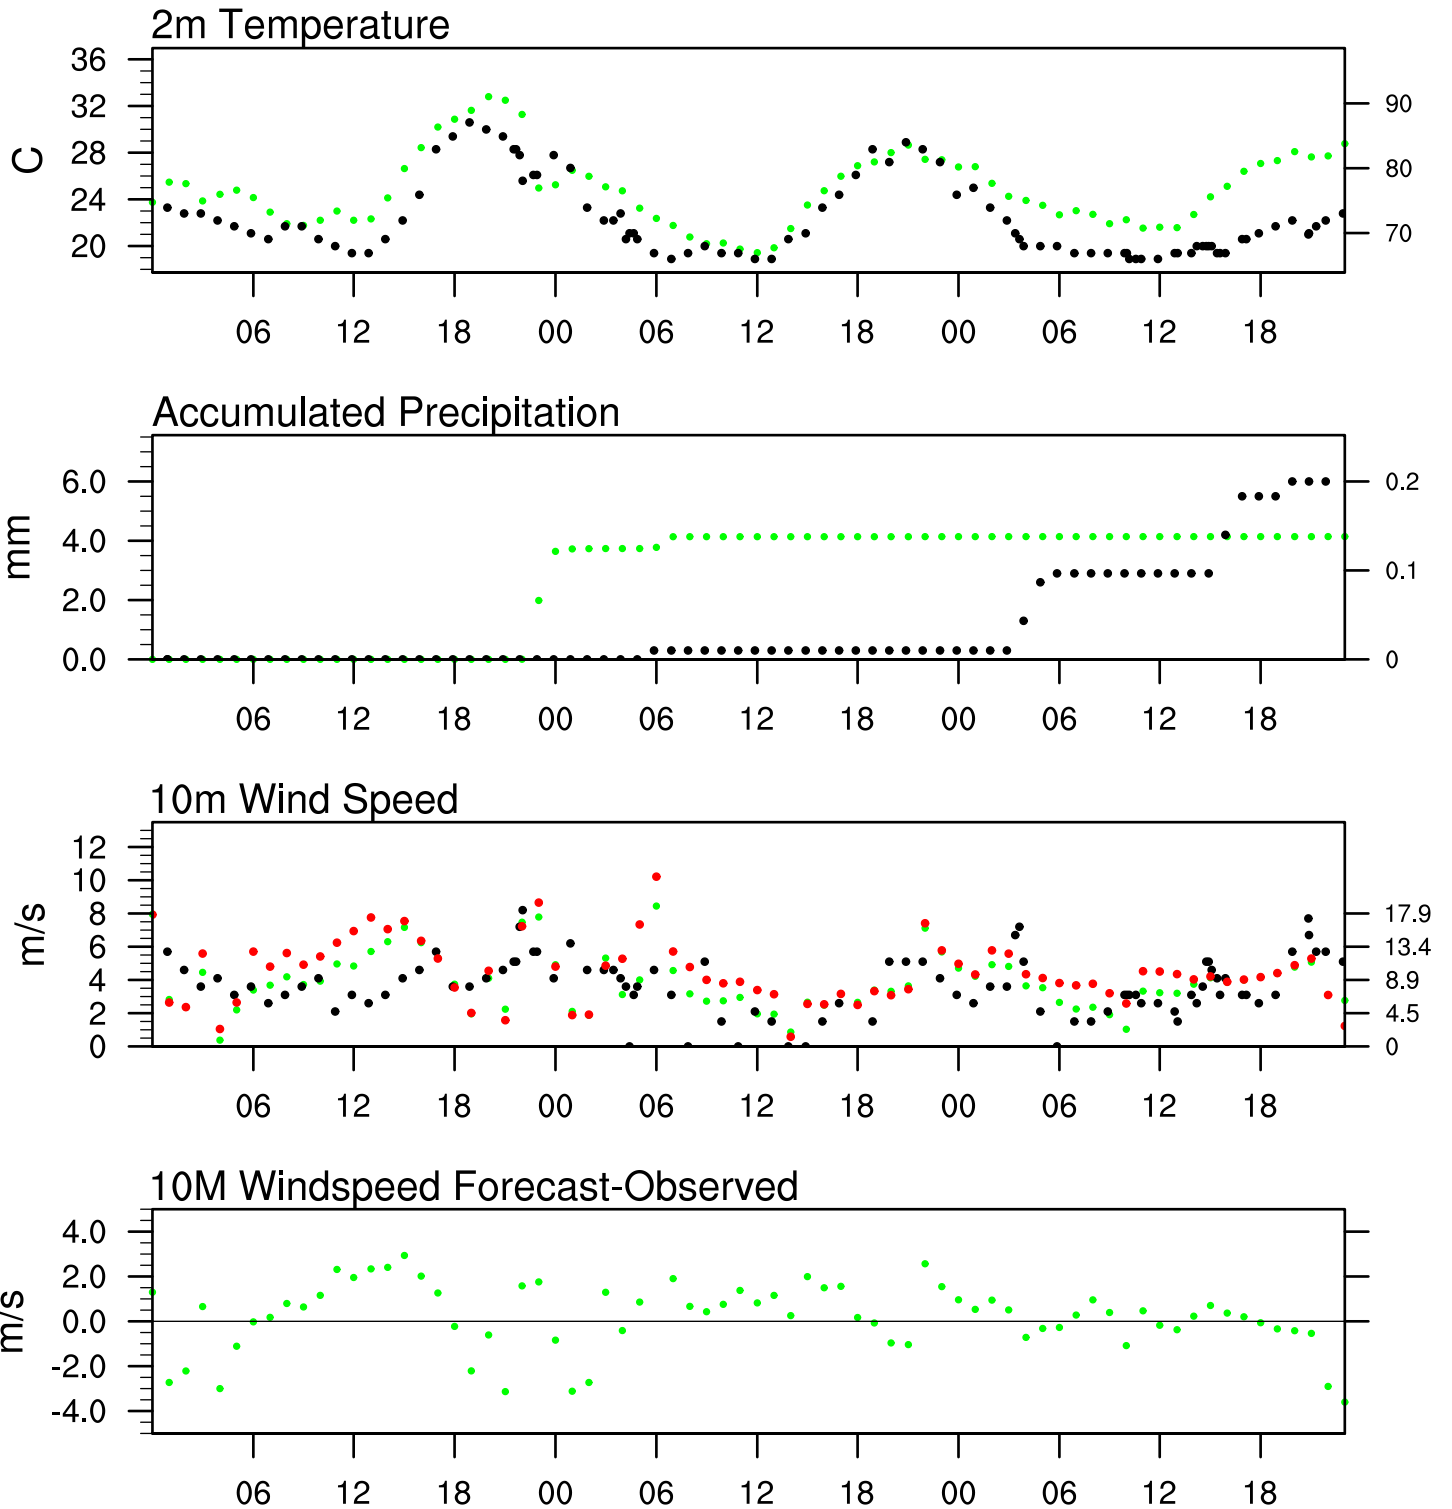 2m Temperature
36
32
28
24
20
C
90
80
70
06 12 18 00 06 12 18 00 06 12 18
Accumulated Precipitation
6.0
4.0
2.0
0.0
mm
0.2
0.1
0
06 12 18 00 06 12 18 00 06 12 18
10m Wind Speed
12
10
8
6
4
2
0
m/s
17.9
13.4
8.9
4.5
0
06 12 18 00 06 12 18 00 06 12 18
10M Windspeed Forecast-Observed
4.0
2.0
0.0
-2.0
-4.0
m/s
06 12 18 00 06 12 18 00 06 12 18